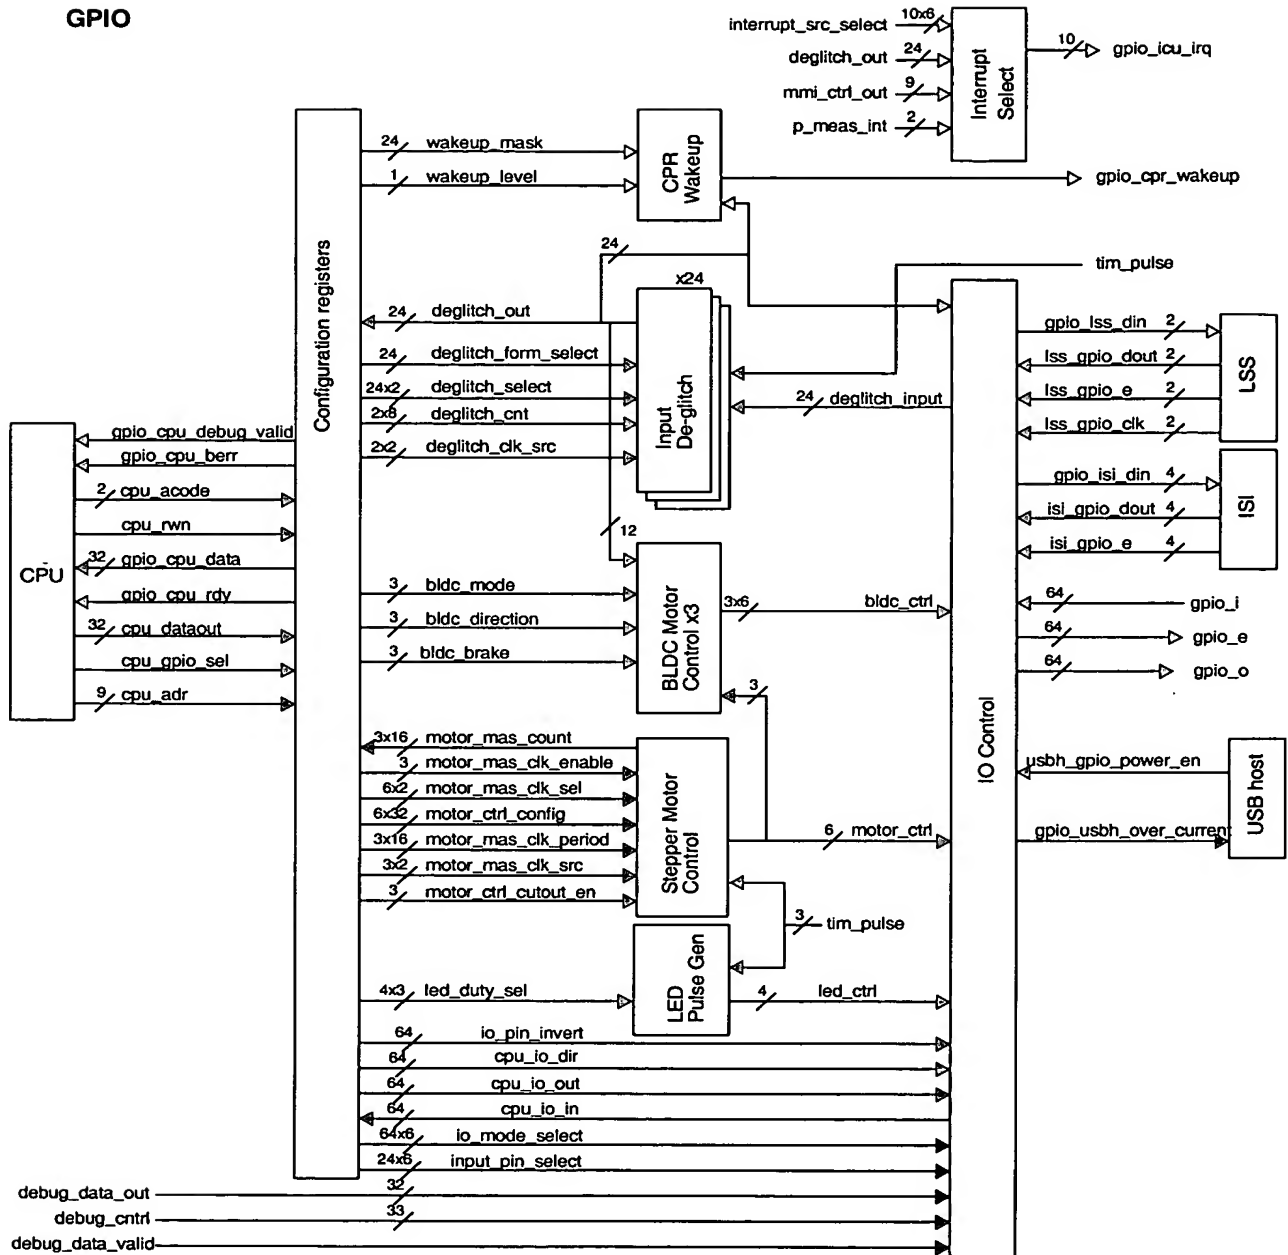 GPIO
interrupt_src_select 10x6
deglitch_out 24
mmi_ctrl_out 9
p_meas_int 2
Interrupt
Select
10 gpio_icu_irq
Configuration registers
24 wakeup_mask
1 wakeup_level
CPR
Wakeup
gpio_cpr_wakeup
24
tim_pulse
x24
24 deglitch_out
24 deglitch_form_select
24x2 deglitch_select
2x8 deglitch_cnt
2x2 deglitch_clk_src
Input
De-glitch
24 deglitch_input
12
gpio_lss_din 2
lss_gpio_dout 2
lss_gpio_e 2
lss_gpio_clk 2
LSS
gpio_isi_din 4
isi_gpio_dout 4
isi_gpio_e 4
ISI
64 gpio_i
64 gpio_e
64 gpio_o
CPU
gpio_cpu_debug_valid
gpio_cpu_berr
2 cpu_acode
cpu_rwn
32 gpio_cpu_data
gpio_cpu_rdy
32 cpu_dataout
cpu_gpio_sel
9 cpu_adr
3 bldc_mode
3 bldc_direction
3 bldc_brake
BLDC Motor
Control x3
3x6 bldc_ctrl
3
IO Control
3x16 motor_mas_count
3 motor_mas_clk_enable
6x2 motor_mas_clk_sel
6x32 motor_ctrl_config
3x16 motor_mas_clk_period
3x2 motor_mas_clk_src
3 motor_ctrl_cutout_en
Stepper Motor
Control
6 motor_ctrl
3 tim_pulse
usbh_gpio_power_en
gpio_usbh_over_current
USB host
4x3 led_duty_sel
LED
Pulse Gen
4 led_ctrl
64 io_pin_invert
64 cpu_io_dir
64 cpu_io_out
64 cpu_io_in
64x6 io_mode_select
24x6 input_pin_select
debug_data_out 32
debug_cntrl 33
debug_data_valid